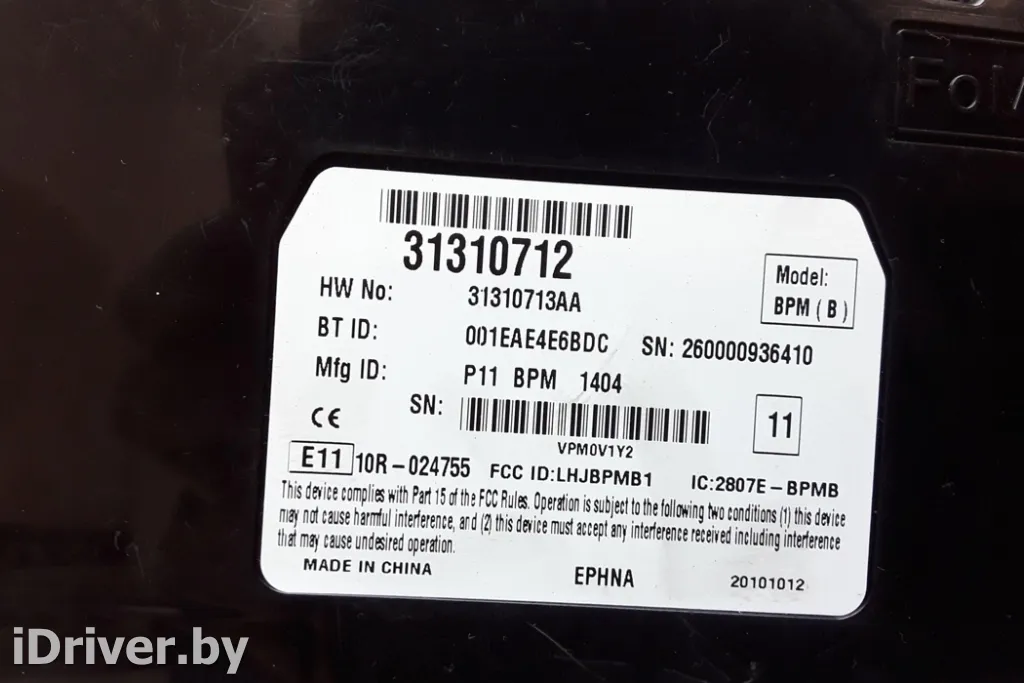 31310712
HW No: 31310713AA
Model:
BPM ( B )
BT ID: 001EAE4E6BDC SN: 260000936410
Mfg ID: P11 BPM 1404
SN:
11
VPM0V1Y2
CE
E11 10R-024755 FCC ID:LHJBPMB1 IC:2807E-BPMB
This device complies with Part 15 of the FCC Rules. Operation is subject to the following two conditions (1) this device
may not cause harmful interference, and (2) this device must accept any interference received including interference
that may cause undesired operation.
MADE IN CHINA EPHNA 20101012
iDriver.by